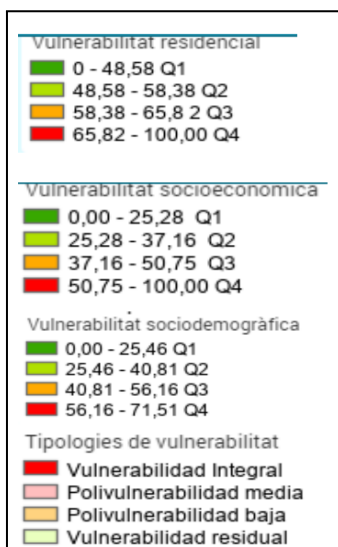 Vulnerabilitat residencial
0 - 48,58 Q1
48,58 - 58,38 Q2
58,38 - 65,8 2 Q3
65,82 - 100,00 Q4
Vulnerabilitat socioeconòmica
0,00 - 25,28 Q1
25,28 - 37,16 Q2
37,16 - 50,75 Q3
50,75 - 100,00 Q4
Vulnerabilitat sociodemogràfica
0,00 - 25,46 Q1
25,46 - 40,81 Q2
40,81 - 56,16 Q3
56,16 - 71,51 Q4
Tipologies de vulnerabilitat
Vulnerabilidad Integral
Polivulnerabilidad media
Polivulnerabilidad baja
Vulnerabilidad residual